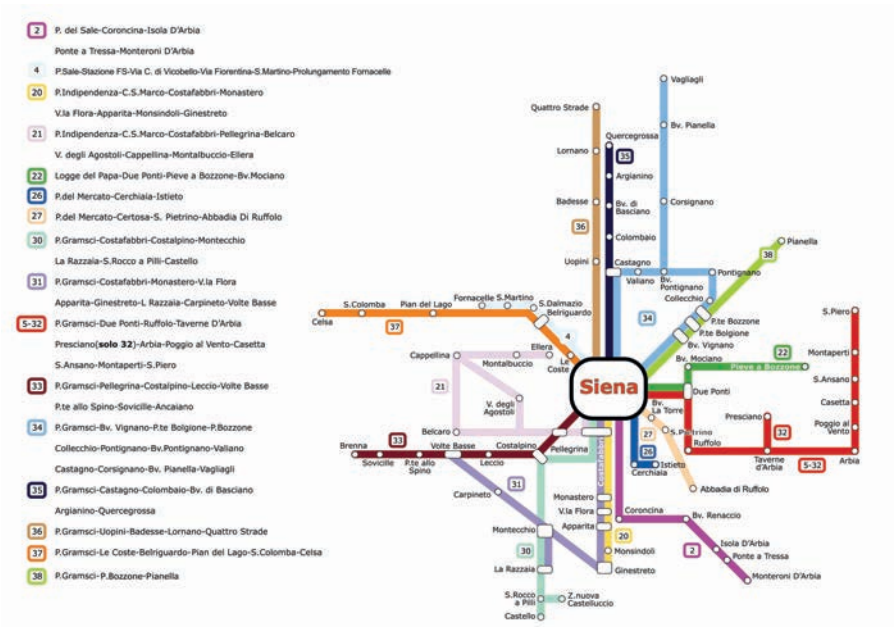 2 P. del Sale-Coroncina-Isola D'Arbia
Ponte a Tressa-Monteroni D'Arbia
4 P.Sale-Stazione FS-Via C. di Vicobello-Via Fiorentina-S.Martino-Prolungamento Fornacelle
20 P.Indipendenza-C.S.Marco-Costafabbri-Monastero
V.la Flora-Apparita-Monsindoli-Ginestreto
21 P.Indipendenza-C.S.Marco-Costafabbri-Pellegrina-Belcaro
V. degli Agostoli-Cappellina-Montalbuccio-Ellera
22 Logge del Papa-Due Ponti-Pieve a Bozzone-Bv.Mociano
26 P.del Mercato-Cerchiaia-Istieto
27 P.del Mercato-Certosa-S. Pietrino-Abbadia Di Ruffolo
30 P.Gramsci-Costafabbri-Costalpino-Montecchio
La Razzaia-S.Rocco a Pilli-Castello
31 P.Gramsci-Costafabbri-Monastero-V.la Flora
Apparita-Ginestreto-L Razzaia-Carpineto-Volte Basse
5-32 P.Gramsci-Due Ponti-Ruffolo-Taverne D'Arbia
Presciano(solo 32)-Arbia-Poggio al Vento-Casetta
S.Ansano-Montaperti-S.Piero
33 P.Gramsci-Pellegrina-Costalpino-Leccio-Volte Basse
P.te allo Spino-Sovicille-Ancaiano
34 P.Gramsci-Bv. Vignano-P.te Belgione-P.Bozzone
Collecchio-Pontignano-Bv.Pontignano-Valiano
Castagno-Corsignano-Bv. Pianella-Vagliagli
35 P.Gramsci-Castagno-Colombaio-Bv. di Basciano
Argianino-Quercegrossa
36 P.Gramsci-Uopini-Badesse-Lornano-Quattro Strade
37 P.Gramsci-Le Coste-Belriguardo-Pian del Lago-S.Colomba-Celsa
38 P.Gramsci-P.Bozzone-Pianella
Vagliagli
Quattro Strade
Bv. Pianella
Quercegrossa
35
Lornano
Argianino
Badesse
Bv. di
Basciano
Corsignano
36
Colombaio
Pianella
38
Uopini
Castagno
Valiano
Bv.
Pontignano
Pontignano
Collecchio
Fornacelle
S.Martino
S.Colomba
Pian del Lago
S.Dalmazio
Belriguardo
Celsa
37
34
P.te Bozzone
P.te Belgione
Bv. Vignano
S.Piero
4
Ellera
Le
Coste
Cappellina
Montalbuccio
Bv. Mociano
22
Pieve a Bozzone
Montaperti
Siena
21
V. degli
Agostoli
Due Ponti
S.Ansano
Bv.
La Torre
Presciano
Casetta
Belcaro
27
S.Pietrino
32
Poggio al
Vento
Brenna
33
Volte Basse
Costalpino
Pellegrina
Costafabbri
26
Ruffolo
Sovicille
P.te allo
Spino
Leccio
Istieto
Cerchiaia
Taverne
d'Arbia
5-32
Arbia
31
Carpineto
Abbadia di Ruffolo
Monastero
V.la Flora
Apparita
Coroncina
Bv. Renaccio
Montecchio
20
30
Monsindoli
2
Isola D'Arbia
Ponte a Tressa
La Razzaia
Ginestreto
Monteroni D'Arbia
S.Rocco
a Pilli
Z.nuova
Castelluccio
Castello